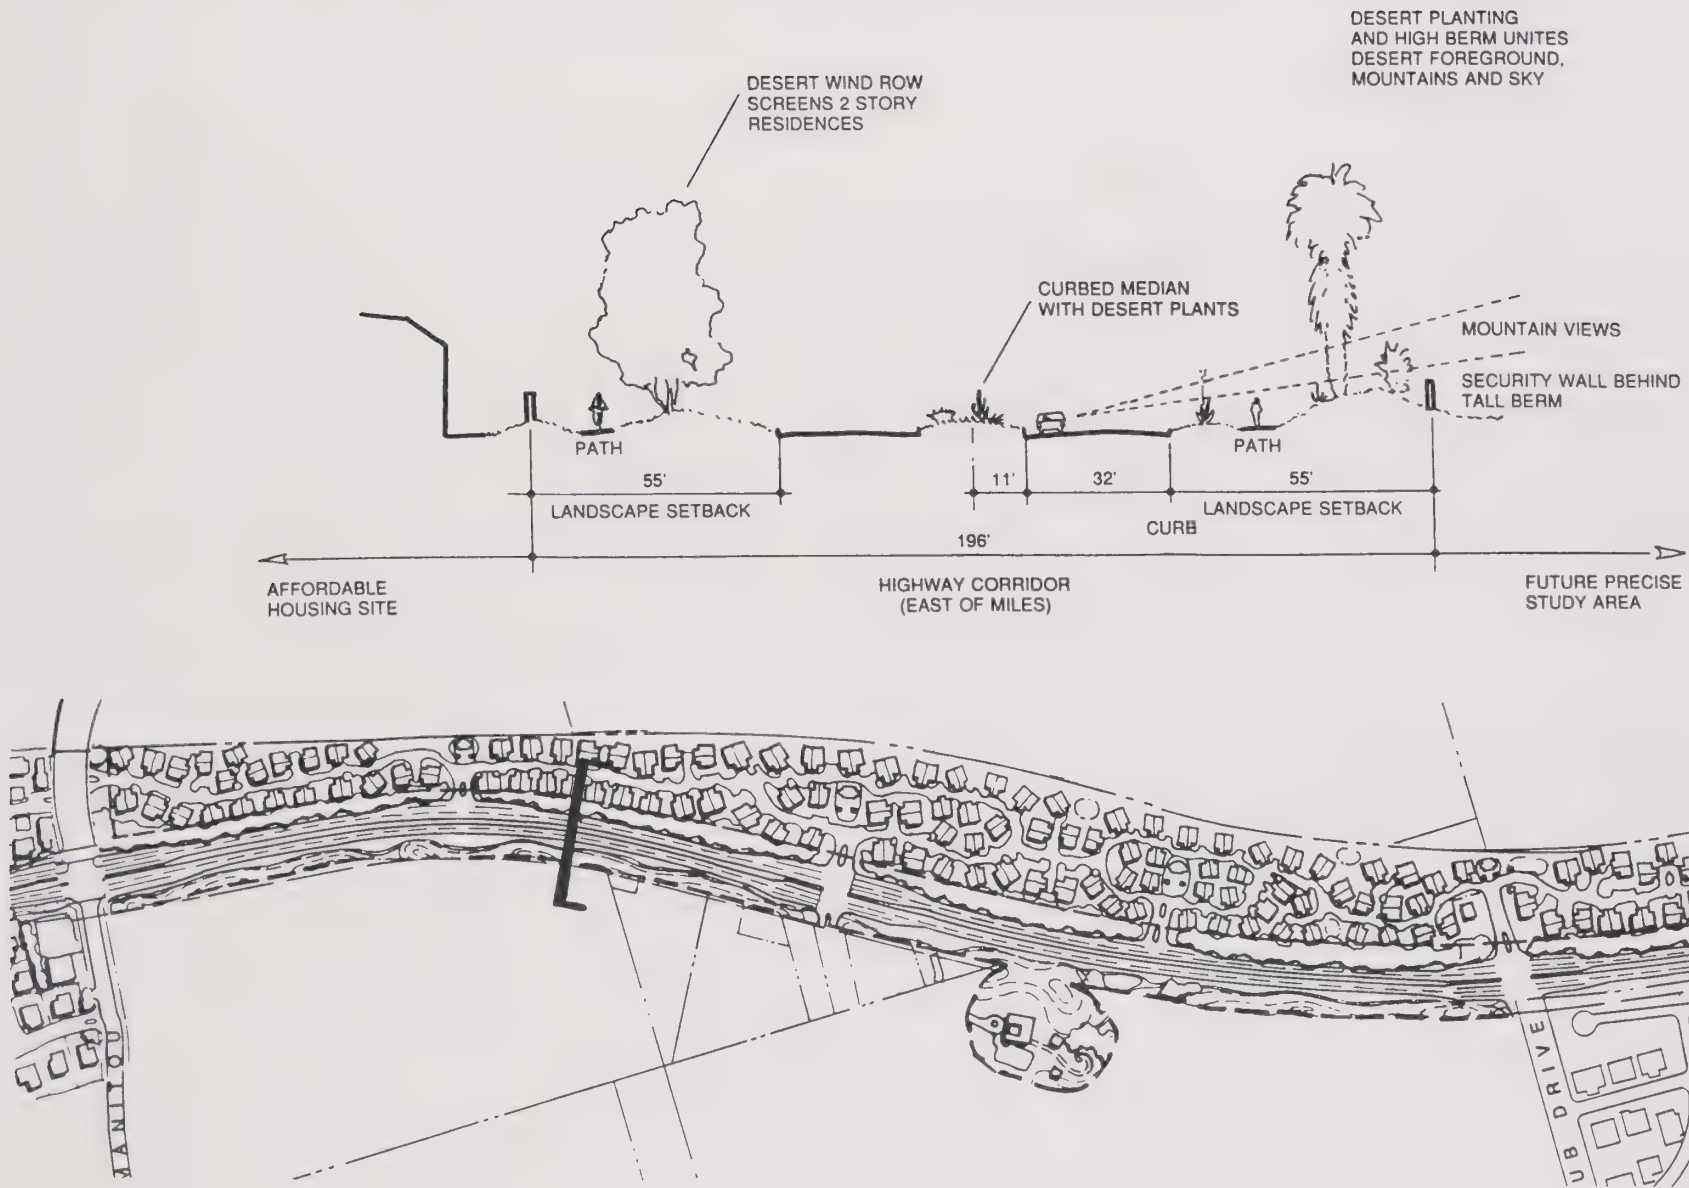 DESERT PLANTING
AND HIGH BERM UNITES
DESERT FOREGROUND,
MOUNTAINS AND SKY
DESERT WIND ROW
SCREENS 2 STORY
RESIDENCES
CURBED MEDIAN
WITH DESERT PLANTS
MOUNTAIN VIEWS
SECURITY WALL BEHIND
TALL BERM
PATH
PATH
55'
11'
32'
55'
LANDSCAPE SETBACK
LANDSCAPE SETBACK
CURB
196'
AFFORDABLE
HOUSING SITE
HIGHWAY CORRIDOR
(EAST OF MILES)
FUTURE PRECISE
STUDY AREA
MANITOU
UB DRIVE